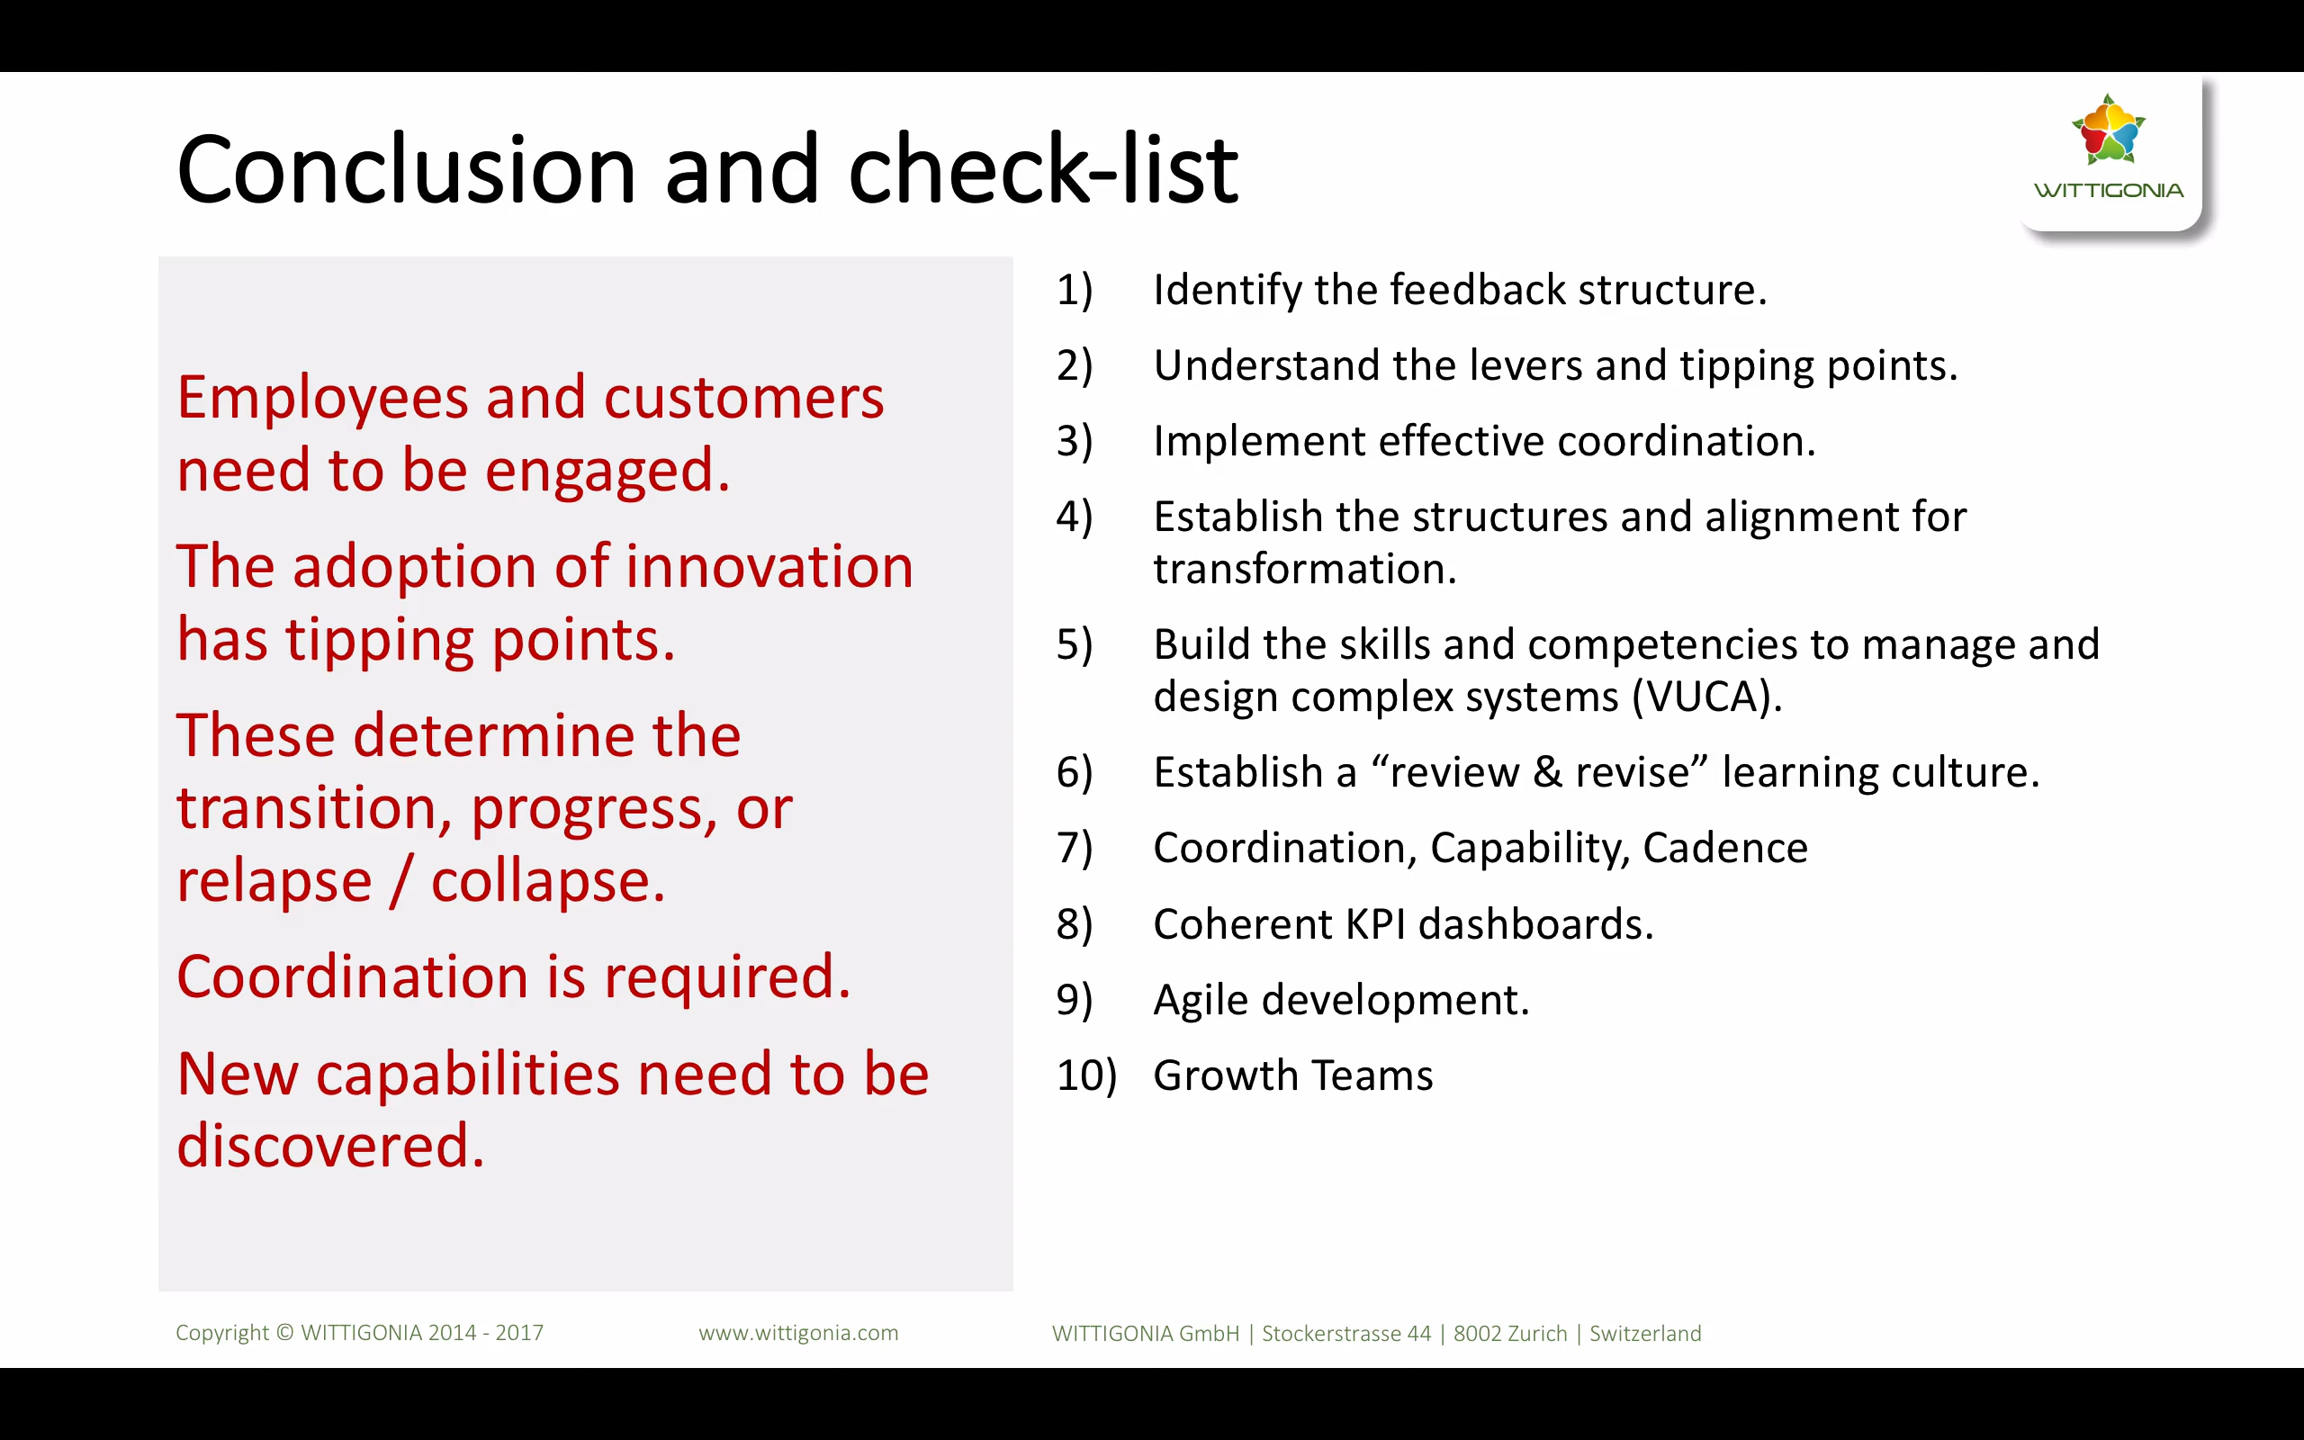 Conclusion and check-list
WITTIGONIA
Employees and customers
need to be engaged.
The adoption of innovation
has tipping points.
These determine the
transition, progress, or
relapse / collapse.
Coordination is required.
New capabilities need to be
discovered.
1) Identify the feedback structure.
2) Understand the levers and tipping points.
3) Implement effective coordination.
4) Establish the structures and alignment for
transformation.
5) Build the skills and competencies to manage and
design complex systems (VUCA).
6) Establish a “review & revise” learning culture.
7) Coordination, Capability, Cadence
8) Coherent KPI dashboards.
9) Agile development.
10) Growth Teams
Copyright © WITTIGONIA 2014 - 2017 www.wittigonia.com WITTIGONIA GmbH | Stockerstrasse 44 | 8002 Zurich | Switzerland